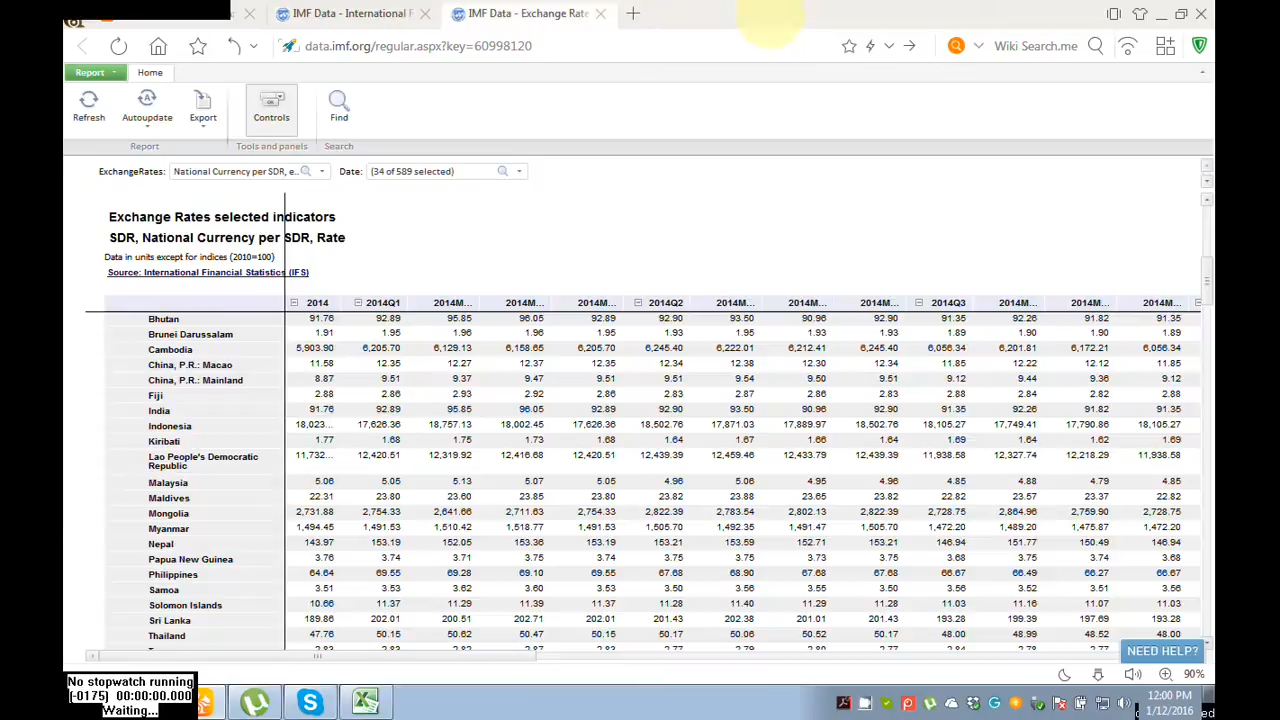 IMF Data - International F
IMF Data - Exchange Rate
data.imf.org/regular.aspx?key=60998120
Wiki Search.me
Report
Home
Refresh
Autoupdate
Export
Controls
Find
Report
Tools and panels
Search
ExchangeRates: National Currency per SDR, e.. Date: (34 of 589 selected)
Exchange Rates selected indicators
SDR, National Currency per SDR, Rate
Data in units except for indices (2010=100)
Source: International Financial Statistics (IFS)
2014 2014Q1 2014M... 2014M... 2014M... 2014Q2 2014M... 2014M... 2014M... 2014Q3 2014M... 2014M... 2014M...
Bhutan 91.76 92.89 95.85 96.05 92.89 92.90 93.50 90.96 92.90 91.35 92.26 91.82 91.35
Brunei Darussalam 1.91 1.95 1.96 1.96 1.95 1.93 1.95 1.93 1.93 1.89 1.92 1.90 1.89
Cambodia 5,903.90 6,205.70 6,129.13 6,158.65 6,205.70 6,245.40 6,222.01 6,212.41 6,245.40 6,056.34 6,201.81 6,172.21 6,056.34
China, P.R.: Macao 11.58 12.35 12.27 12.37 12.35 12.34 12.38 12.30 12.34 11.85 12.22 12.12 11.85
China, P.R.: Mainland 8.87 9.51 9.37 9.47 9.51 9.51 9.54 9.50 9.51 9.12 9.44 9.36 9.12
Fiji 2.88 2.86 2.93 2.92 2.86 2.83 2.87 2.86 2.83 2.88 2.84 2.82 2.88
India 91.76 92.89 95.85 96.05 92.89 92.90 93.50 90.96 92.90 91.35 92.26 91.82 91.35
Indonesia 18,023... 17,626.36 18,757.13 18,002.45 17,626.36 18,502.76 17,871.03 17,889.97 18,502.76 18,105.27 17,749.41 17,790.86 18,105.27
Kiribati 1.77 1.68 1.75 1.73 1.68 1.64 1.67 1.66 1.64 1.69 1.64 1.62 1.69
Lao People's Democratic
Republic 11,732... 12,420.51 12,319.92 12,416.68 12,420.51 12,439.39 12,459.46 12,433.79 12,439.39 11,938.58 12,327.74 12,218.29 11,938.58
Malaysia 5.06 5.05 5.13 5.07 5.05 4.96 5.06 4.95 4.96 4.85 4.88 4.79 4.85
Maldives 22.31 23.80 23.60 23.85 23.80 23.82 23.88 23.65 23.82 22.82 23.57 23.37 22.82
Mongolia 2,731.88 2,754.33 2,641.66 2,711.63 2,754.33 2,822.39 2,783.54 2,802.13 2,822.39 2,728.75 2,864.96 2,759.90 2,728.75
Myanmar 1,494.45 1,491.53 1,510.42 1,518.77 1,491.53 1,505.70 1,492.35 1,491.47 1,505.70 1,472.20 1,489.20 1,475.87 1,472.20
Nepal 143.97 153.19 152.05 153.36 153.19 153.21 153.59 152.71 153.21 146.94 151.77 150.49 146.94
Papua New Guinea 3.76 3.74 3.71 3.75 3.74 3.75 3.75 3.73 3.75 3.68 3.75 3.74 3.68
Philippines 64.64 69.55 69.28 69.10 69.55 67.68 68.90 67.68 67.68 66.67 66.49 66.27 66.67
Samoa 3.51 3.53 3.62 3.60 3.53 3.50 3.56 3.55 3.50 3.56 3.52 3.51 3.56
Solomon Islands 10.66 11.37 11.29 11.39 11.37 11.28 11.40 11.29 11.28 11.03 11.16 11.07 11.03
Sri Lanka 189.86 202.01 200.51 202.71 202.01 201.43 202.38 201.01 201.43 193.28 199.39 197.69 193.28
Thailand 47.76 50.15 50.62 50.47 50.15 50.17 50.06 50.52 50.17 48.00 48.99 48.52 48.00
NEED HELP?
90%
No stopwatch running
[-0175) 00:00:00.000
Waiting...
12:00 PM
1/12/2016